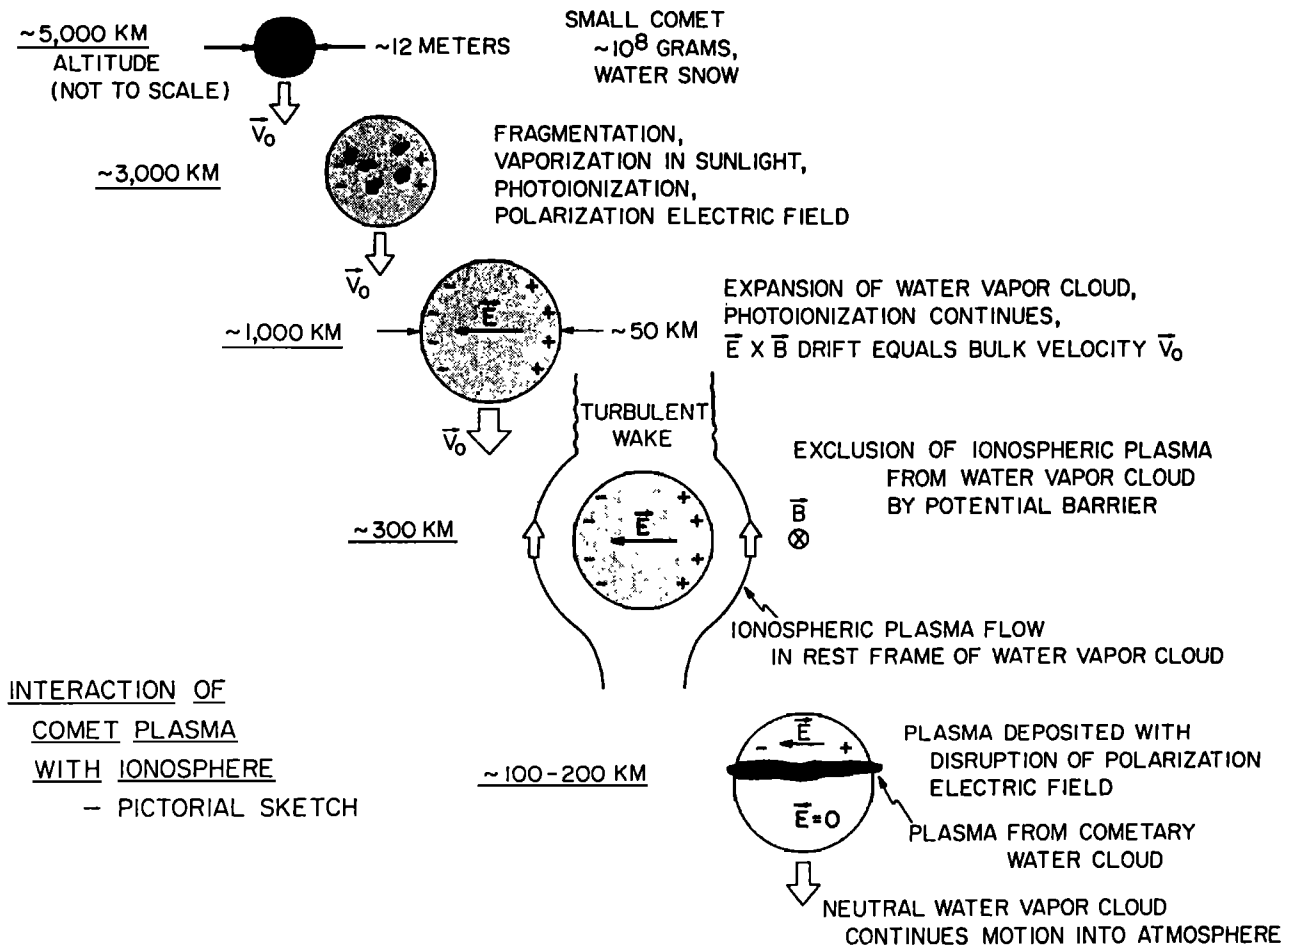 ~5,000 KM
ALTITUDE
(NOT TO SCALE)
~12 METERS
SMALL COMET
~10⁸ GRAMS,
WATER SNOW
V⃗₀
~3,000 KM
FRAGMENTATION,
VAPORIZATION IN SUNLIGHT,
PHOTOIONIZATION,
POLARIZATION ELECTRIC FIELD
V⃗₀
~1,000 KM
E⃗
~50 KM
EXPANSION OF WATER VAPOR CLOUD,
PHOTOIONIZATION CONTINUES,
E⃗ X B⃗ DRIFT EQUALS BULK VELOCITY V⃗₀
V⃗₀
TURBULENT
WAKE
EXCLUSION OF IONOSPHERIC PLASMA
FROM WATER VAPOR CLOUD
BY POTENTIAL BARRIER
~300 KM
E⃗
B⃗
⊗
IONOSPHERIC PLASMA FLOW
IN REST FRAME OF WATER VAPOR CLOUD
INTERACTION OF
COMET PLASMA
WITH IONOSPHERE
– PICTORIAL SKETCH
~100-200 KM
- E⃗ +
E⃗=0
PLASMA DEPOSITED WITH
DISRUPTION OF POLARIZATION
ELECTRIC FIELD
PLASMA FROM COMETARY
WATER CLOUD
NEUTRAL WATER VAPOR CLOUD
CONTINUES MOTION INTO ATMOSPHERE